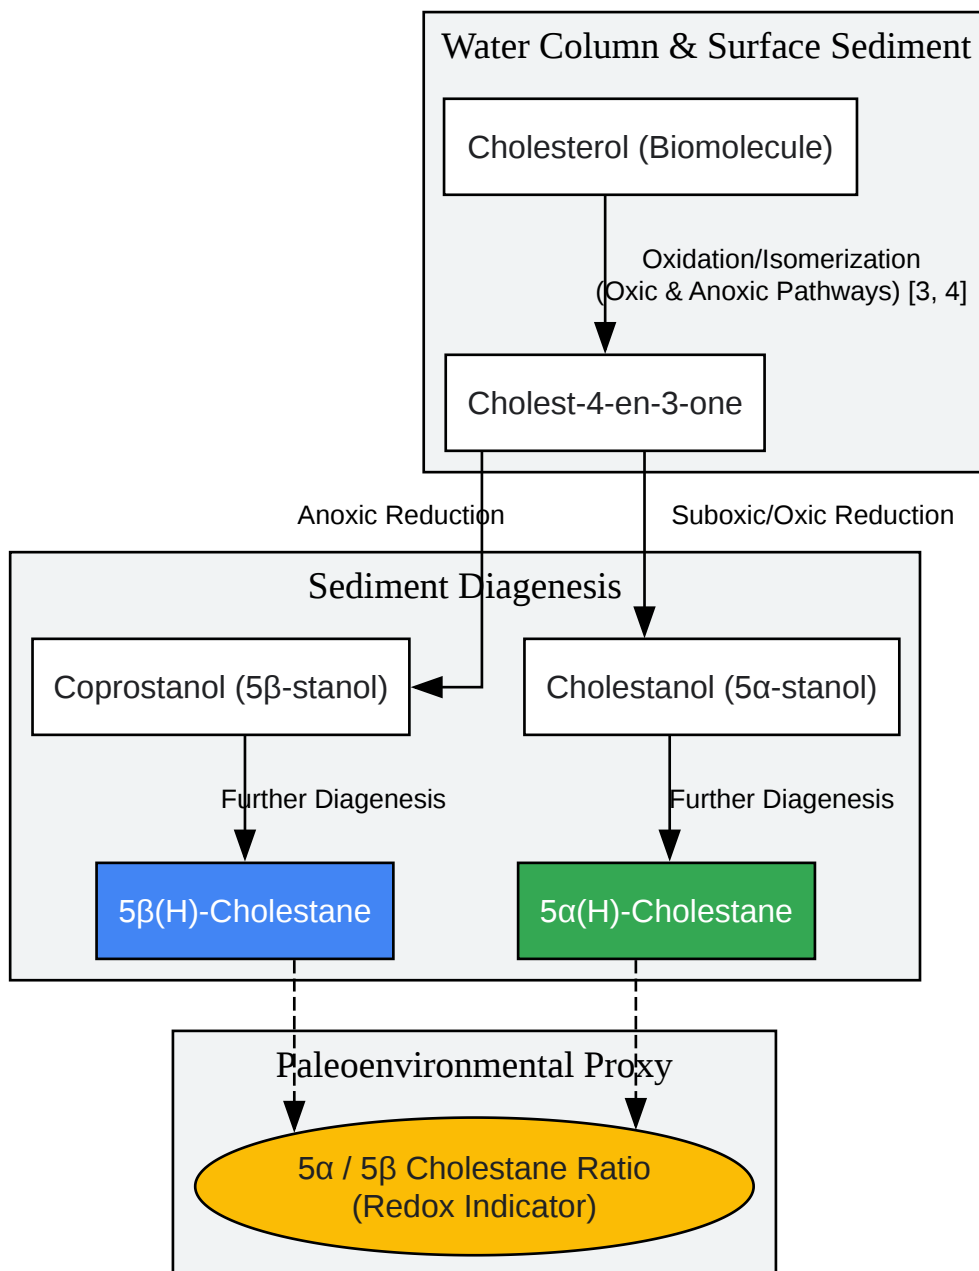 Water Column & Surface Sediment
Cholesterol (Biomolecule)
Oxidation/Isomerization
(Oxic & Anoxic Pathways) [3, 4]
Cholest-4-en-3-one
Anoxic Reduction
Suboxic/Oxic Reduction
Sediment Diagenesis
Coprostanol (5β-stanol)
Cholestanol (5α-stanol)
Further Diagenesis
Further Diagenesis
5β(H)-Cholestane
5α(H)-Cholestane
Paleoenvironmental Proxy
5α / 5β Cholestane Ratio
(Redox Indicator)